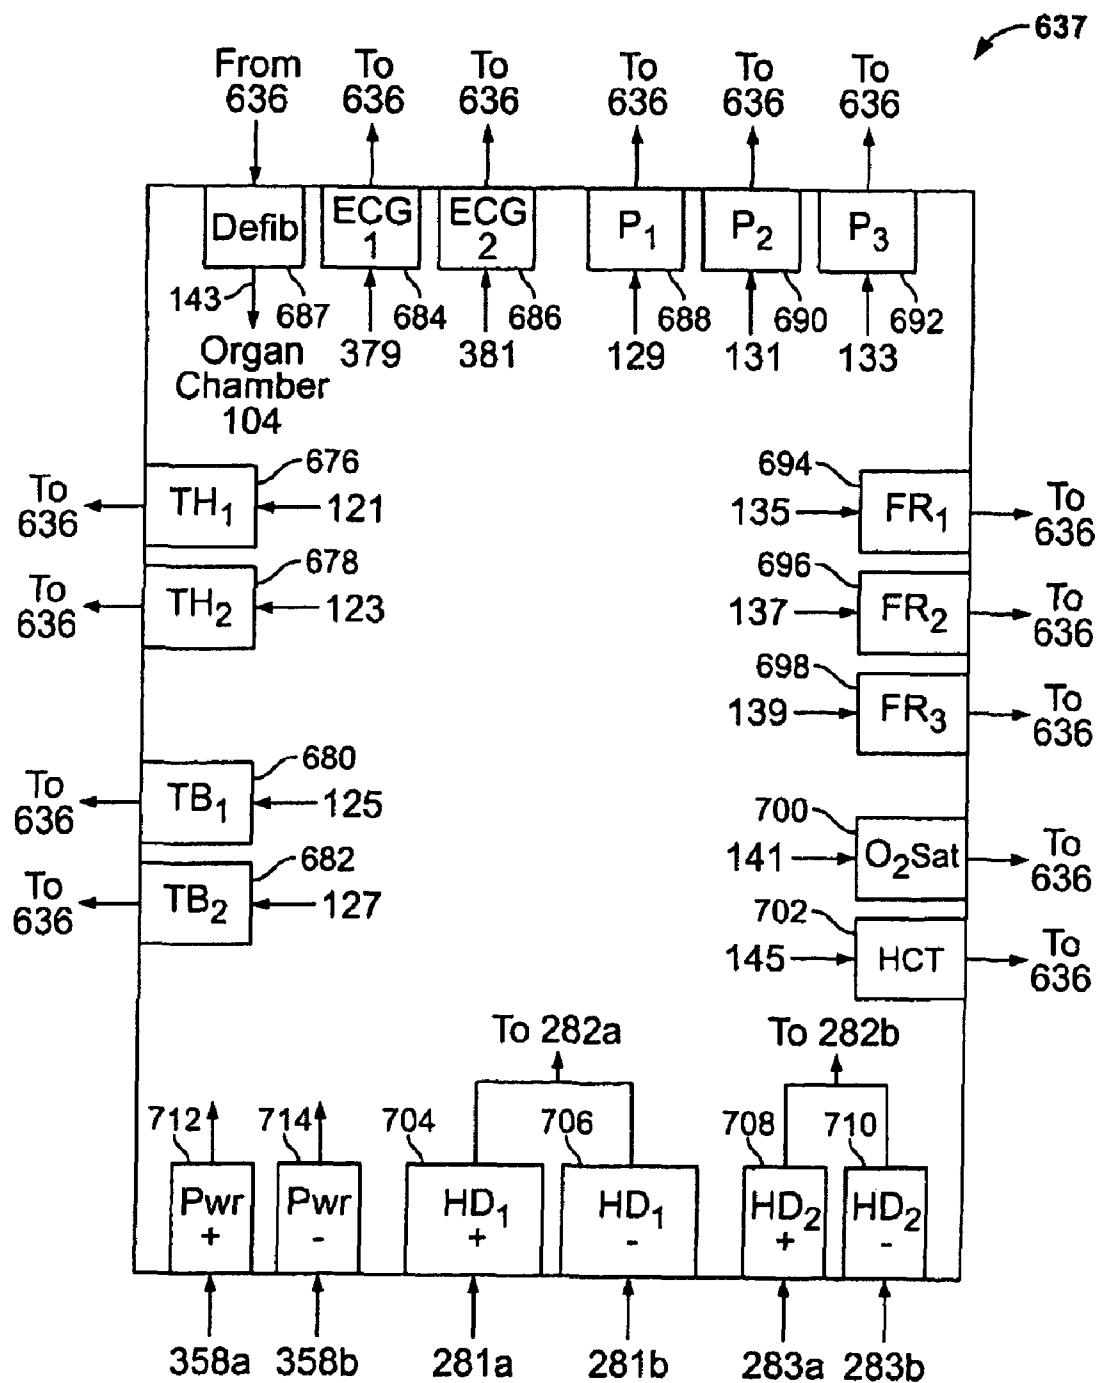 637
From To To To To To
636 636 636 636 636 636
Defib ECG 1 ECG 2 P1 P2 P3
143 687 684 686 688 690 692
Organ Chamber 104
379 381 129 131 133
676
To 636 TH1 121
678
To 636 TH2 123
680
To 636 TB1 125
682
To 636 TB2 127
694
135 FR1 To 636
696
137 FR2 To 636
698
139 FR3 To 636
700
141 O2Sat To 636
702
145 HCT To 636
To 282a To 282b
712 714 704 706 708 710
Pwr + Pwr - HD1 + HD1 - HD2 + HD2 -
358a 358b 281a 281b 283a 283b